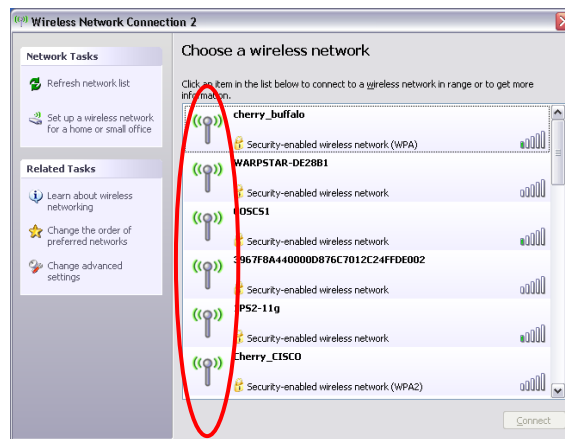 Wireless Network Connection 2
Network Tasks
Refresh network list
Set up a wireless network
for a home or small office
Related Tasks
Learn about wireless
networking
Change the order of
preferred networks
Change advanced
settings
Choose a wireless network
Click an item in the list below to connect to a wireless network in range or to get more
information.
cherry_buffalo
Security-enabled wireless network (WPA)
WARPSTAR-DE28B1
Security-enabled wireless network
Security-enabled wireless network
3967F8A440000D876C7012C24FFDE002
Security-enabled wireless network
Security-enabled wireless network
Cherry_CISCO
Security-enabled wireless network (WPA2)
Connect